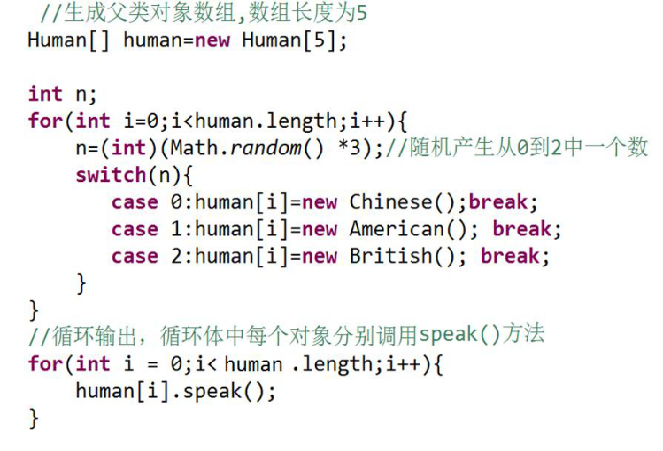 //生成父类对象数组,数组长度为5
Human[] human=new Human[5];
int n;
for(int i=0;i<human.length;i++){
n=(int)(Math.random() *3);//随机产生从0到2中一个数
switch(n){
case 0:human[i]=new Chinese();break;
case 1:human[i]=new American(); break;
case 2:human[i]=new British(); break;
}
}
//循环输出，循环体中每个对象分别调用speak()方法
for(int i = 0;i< human .length;i++){
human[i].speak();
}